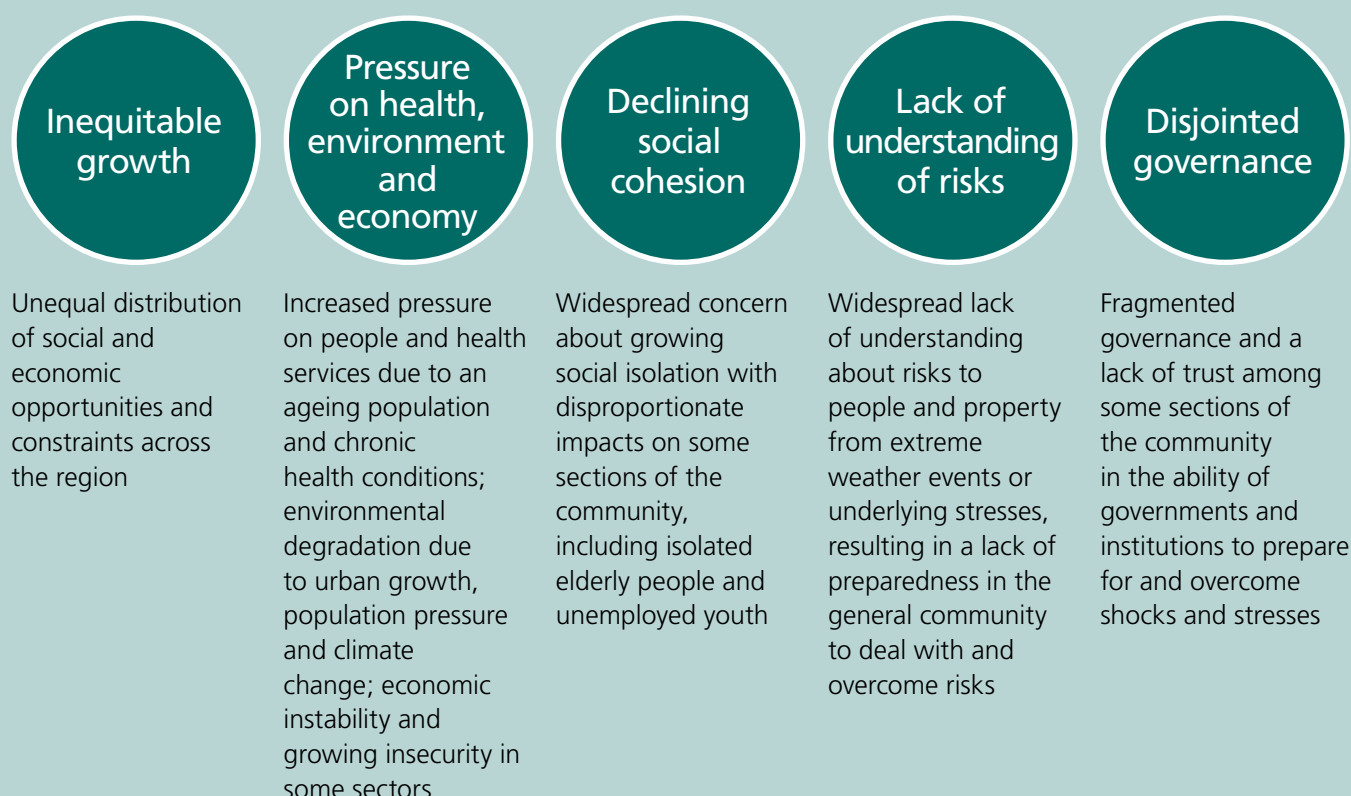 Inequitable
growth
Unequal distribution
of social and
economic
opportunities and
constraints across
the region
Pressure
on health,
environment
and
economy
Increased pressure
on people and health
services due to an
ageing population
and chronic
health conditions;
environmental
degradation due
to urban growth,
population pressure
and climate
change; economic
instability and
growing insecurity in
some sectors
Declining
social
cohesion
Widespread concern
about growing
social isolation with
disproportionate
impacts on some
sections of the
community,
including isolated
elderly people and
unemployed youth
Lack of
understanding
of risks
Widespread lack
of understanding
about risks to
people and property
from extreme
weather events or
underlying stresses,
resulting in a lack of
preparedness in the
general community
to deal with and
overcome risks
Disjointed
governance
Fragmented
governance and a
lack of trust among
some sections of
the community
in the ability of
governments and
institutions to prepare
for and overcome
shocks and stresses